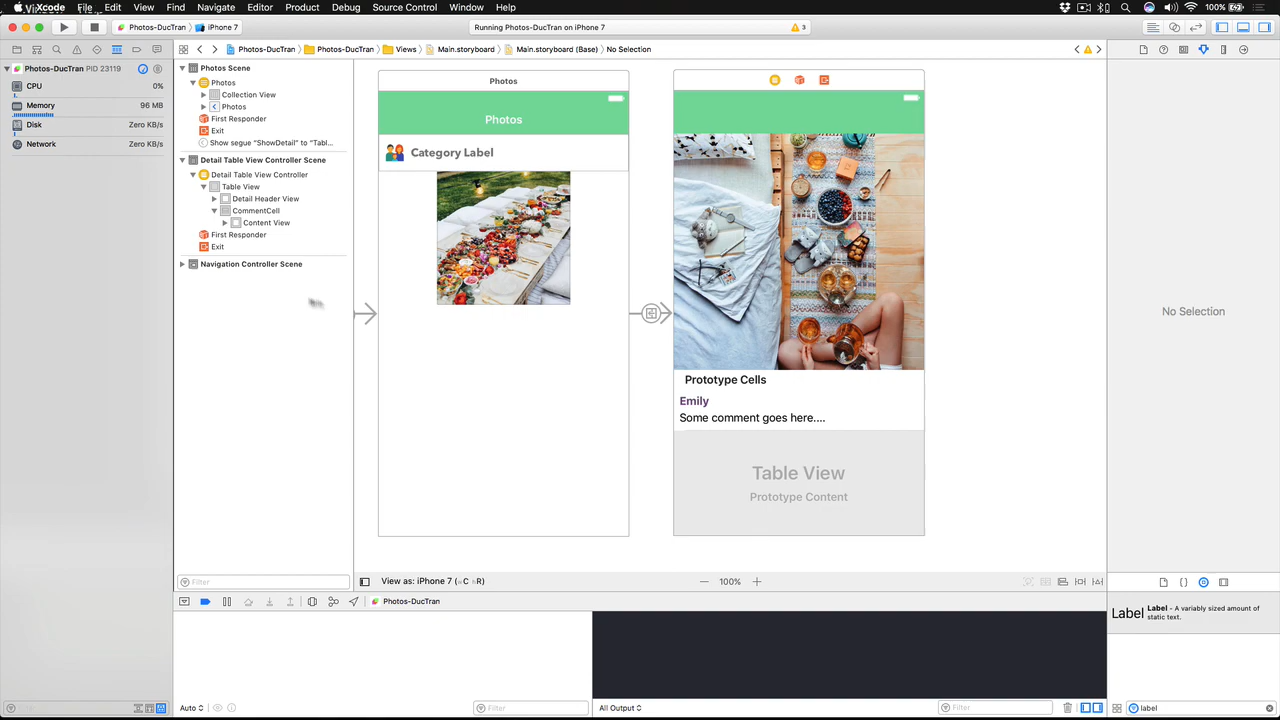 Xcode File Edit View Find Navigate Editor Product Debug Source Control Window Help 100%
Photos-DucTran iPhone 7 Running Photos-DucTran on iPhone 7 3
Photos-DucTran Photos-DucTran Views Main.storyboard Main.storyboard (Base) No Selection
Photos-DucTran PID 23119
CPU 0%
Memory 96 MB
Disk Zero KB/s
Network Zero KB/s
Photos Scene
Photos
Collection View
Photos
First Responder
Exit
Show segue "ShowDetail" to "Tabl...
Detail Table View Controller Scene
Detail Table View Controller
Table View
Detail Header View
CommentCell
Content View
First Responder
Exit
Navigation Controller Scene
Filter
Photos
Photos
Category Label
Prototype Cells
Emily
Some comment goes here....
Table View
Prototype Content
View as: iPhone 7 (wC hR)
100%
Photos-DucTran
Auto
Filter
All Output
Filter
No Selection
Label
Label - A variably sized amount of
static text.
label